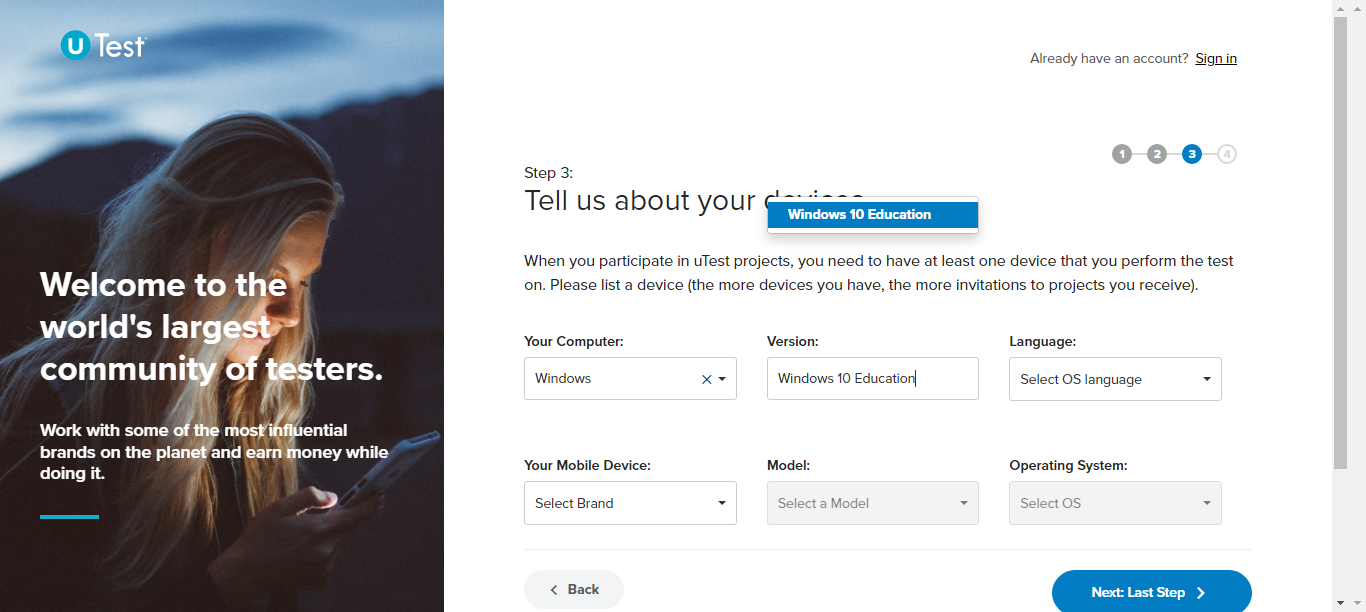 U Test
Already have an account? Sign in
1 2 3 4
Step 3:
Tell us about your devices
Windows 10 Education
When you participate in uTest projects, you need to have at least one device that you perform the test
on. Please list a device (the more devices you have, the more invitations to projects you receive).
Welcome to the
world's largest
community of testers.
Work with some of the most influential
brands on the planet and earn money while
doing it.
Your Computer: Version: Language:
Windows Windows 10 Education Select OS language
Your Mobile Device: Model: Operating System:
Select Brand Select a Model Select OS
Back Next: Last Step